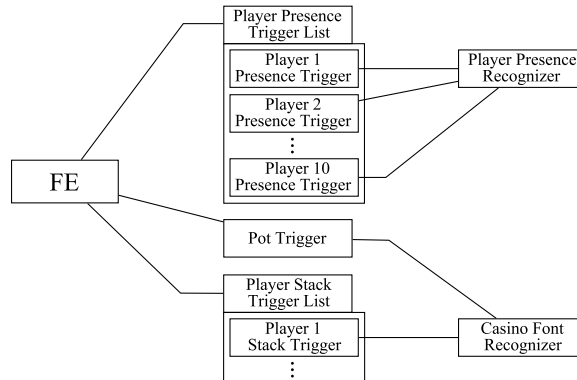 Player Presence
Trigger List
Player 1
Presence Trigger
Player 2
Presence Trigger
Player 10
Presence Trigger
Player Presence
Recognizer
FE
Pot Trigger
Player Stack
Trigger List
Player 1
Stack Trigger
Casino Font
Recognizer